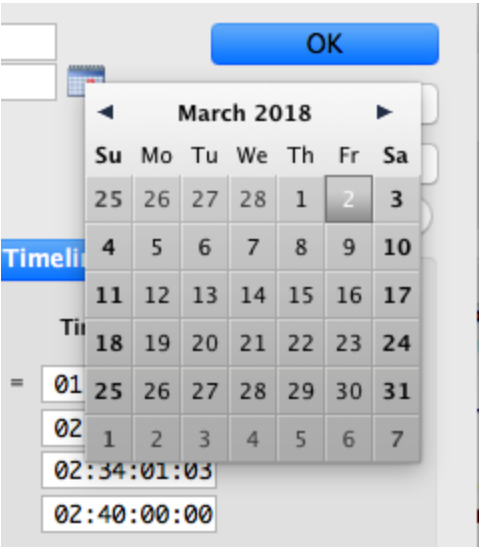 OK
March 2018
Su Mo Tu We Th Fr Sa
25 26 27 28 1 2 3
4 5 6 7 8 9 10
11 12 13 14 15 16 17
18 19 20 21 22 23 24
25 26 27 28 29 30 31
1 2 3 4 5 6 7
= 01
02
02:34:01:03
02:40:00:00